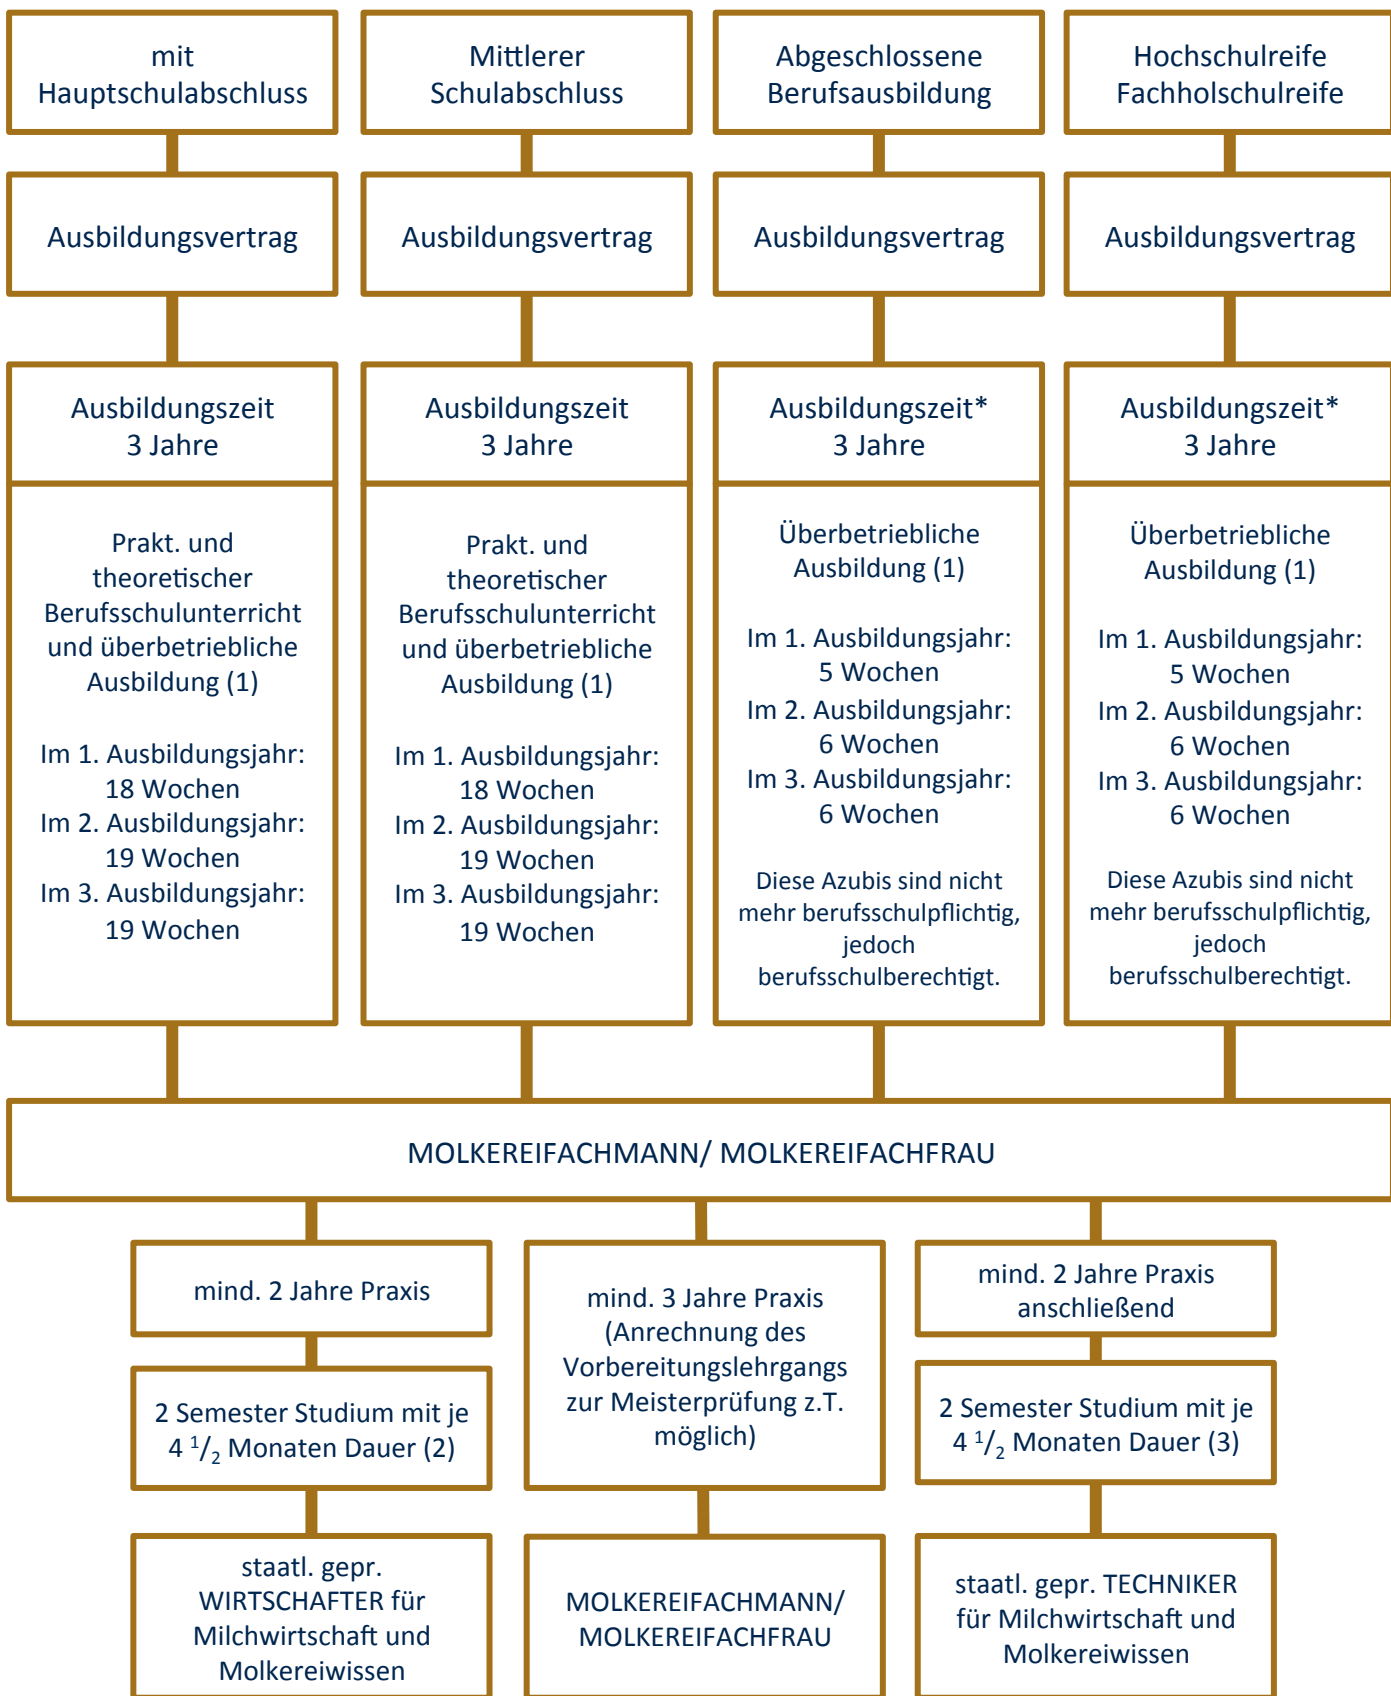 mit
Hauptschulabschluss
Mittlerer
Schulabschluss
Abgeschlossene
Berufsausbildung
Hochschulreife
Fachholschulreife
Ausbildungsvertrag
Ausbildungsvertrag
Ausbildungsvertrag
Ausbildungsvertrag
Ausbildungszeit
3 Jahre
Ausbildungszeit
3 Jahre
Ausbildungszeit*
3 Jahre
Ausbildungszeit*
3 Jahre
Prakt. und
theoretischer
Berufsschulunterricht
und überbetriebliche
Ausbildung (1)
Im 1. Ausbildungsjahr:
18 Wochen
Im 2. Ausbildungsjahr:
19 Wochen
Im 3. Ausbildungsjahr:
19 Wochen
Prakt. und
theoretischer
Berufsschulunterricht
und überbetriebliche
Ausbildung (1)
Im 1. Ausbildungsjahr:
18 Wochen
Im 2. Ausbildungsjahr:
19 Wochen
Im 3. Ausbildungsjahr:
19 Wochen
Überbetriebliche
Ausbildung (1)
Im 1. Ausbildungsjahr:
5 Wochen
Im 2. Ausbildungsjahr:
6 Wochen
Im 3. Ausbildungsjahr:
6 Wochen
Diese Azubis sind nicht
mehr berufsschulpflichtig,
jedoch
berufsschulberechtigt.
Überbetriebliche
Ausbildung (1)
Im 1. Ausbildungsjahr:
5 Wochen
Im 2. Ausbildungsjahr:
6 Wochen
Im 3. Ausbildungsjahr:
6 Wochen
Diese Azubis sind nicht
mehr berufsschulpflichtig,
jedoch
berufsschulberechtigt.
MOLKEREIFACHMANN/ MOLKEREIFACHFRAU
mind. 2 Jahre Praxis
2 Semester Studium mit je
4 1/2 Monaten Dauer (2)
staatl. gepr.
WIRTSCHAFTER für
Milchwirtschaft und
Molkereiwissen
mind. 3 Jahre Praxis
(Anrechnung des
Vorbereitungslehrgangs
zur Meisterprüfung z.T.
möglich)
MOLKEREIFACHMANN/
MOLKEREIFACHFRAU
mind. 2 Jahre Praxis
anschließend
2 Semester Studium mit je
4 1/2 Monaten Dauer (3)
staatl. gepr. TECHNIKER
für Milchwirtschaft und
Molkereiwissen